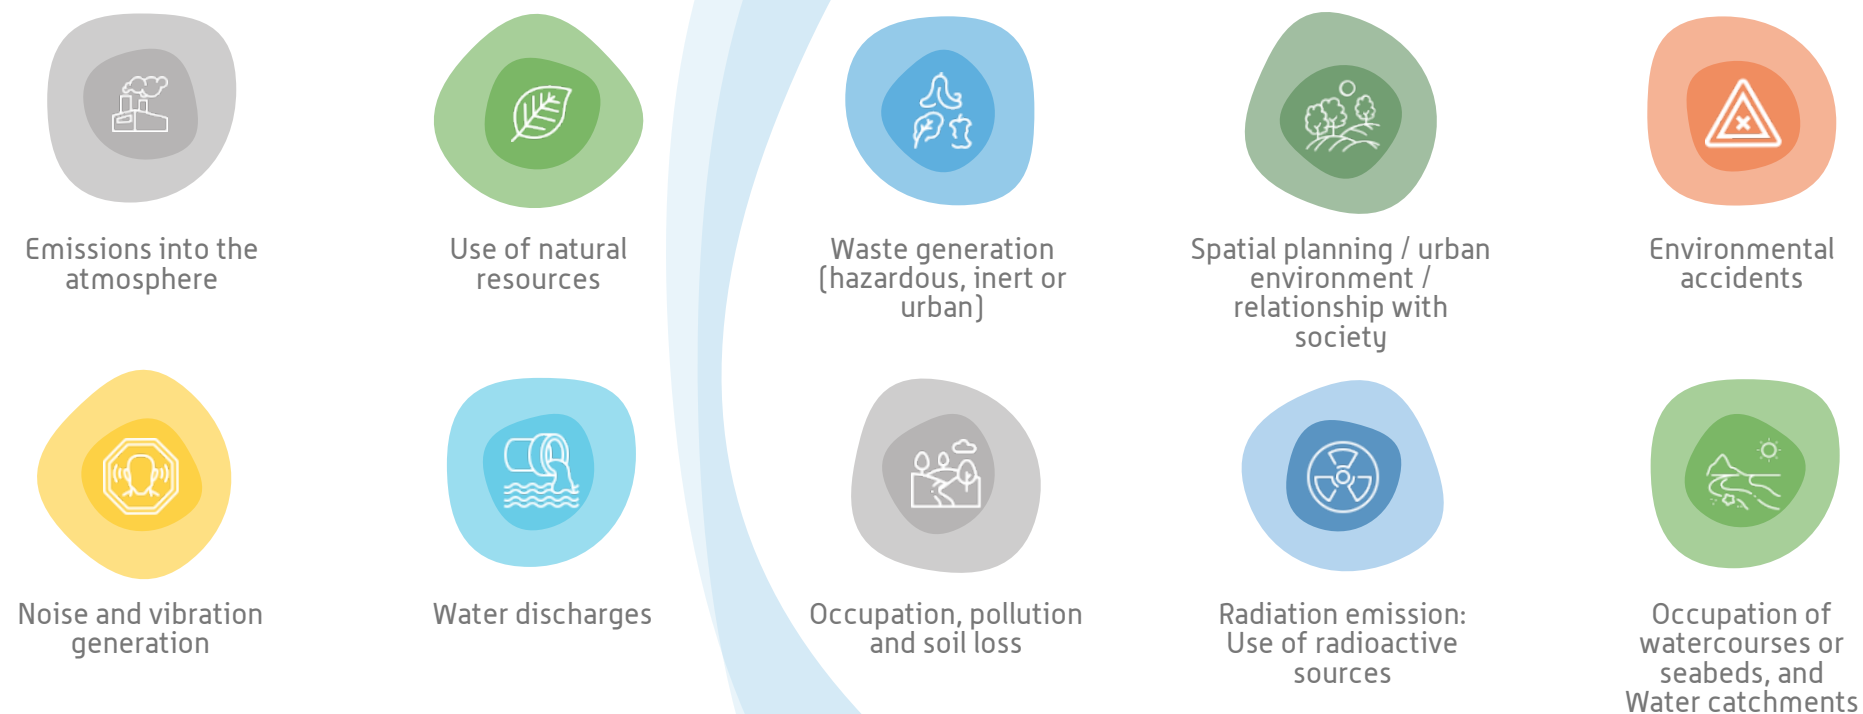 Emissions into the
atmosphere
Use of natural
resources
Waste generation
(hazardous, inert or
urban)
Spatial planning / urban
environment /
relationship with
society
Environmental
accidents
Noise and vibration
generation
Water discharges
Occupation, pollution
and soil loss
Radiation emission:
Use of radioactive
sources
Occupation of
watercourses or
seabeds, and
Water catchments